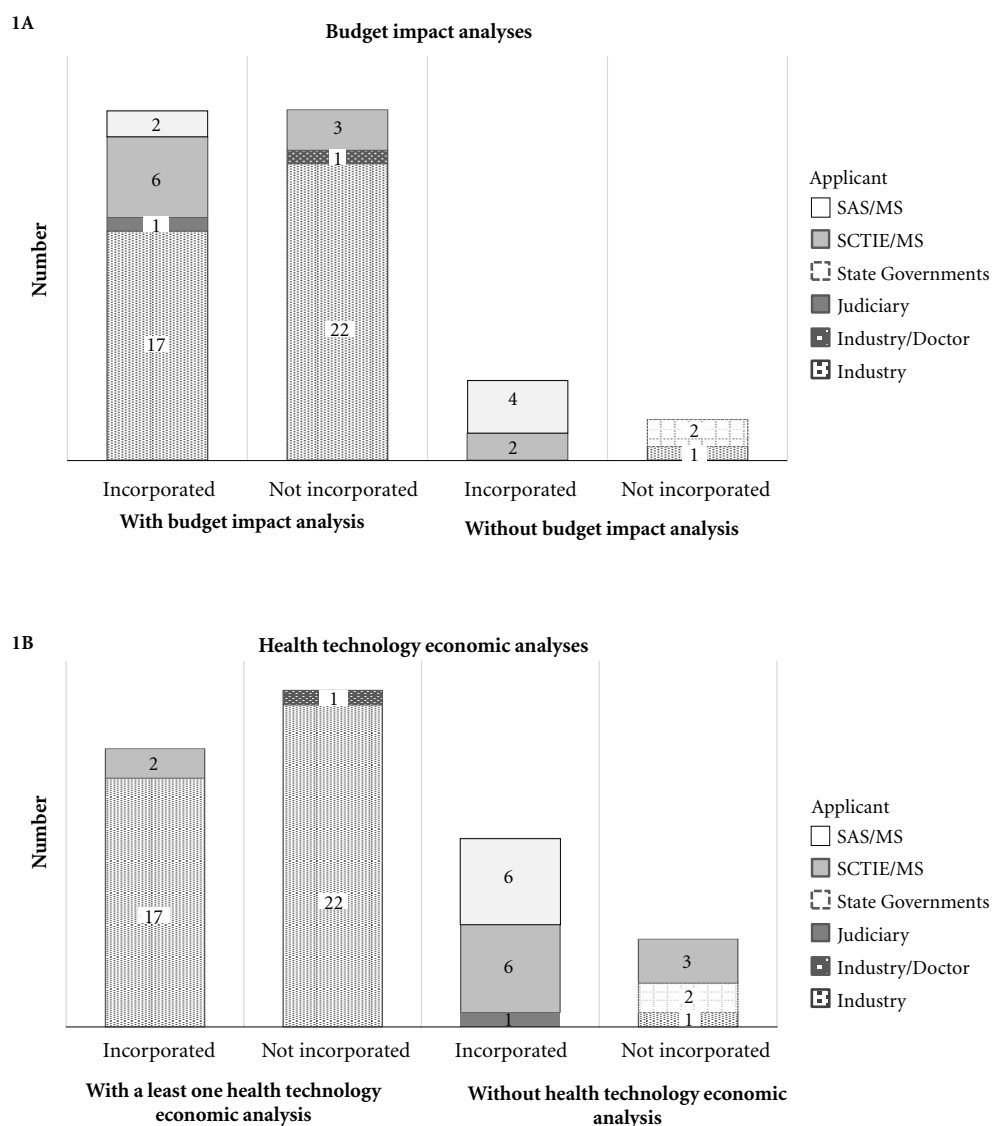 1A
Budget impact analyses
Number
2
6
1
17
3
1
22
4
2
2
1
Incorporated
Not incorporated
Incorporated
Not incorporated
With budget impact analysis
Without budget impact analysis
Applicant
SAS/MS
SCTIE/MS
State Governments
Judiciary
Industry/Doctor
Industry
1B
Health technology economic analyses
Number
2
17
1
22
6
6
1
3
2
1
Incorporated
Not incorporated
Incorporated
Not incorporated
With a least one health technology
economic analysis
Without health technology economic
analysis
Applicant
SAS/MS
SCTIE/MS
State Governments
Judiciary
Industry/Doctor
Industry